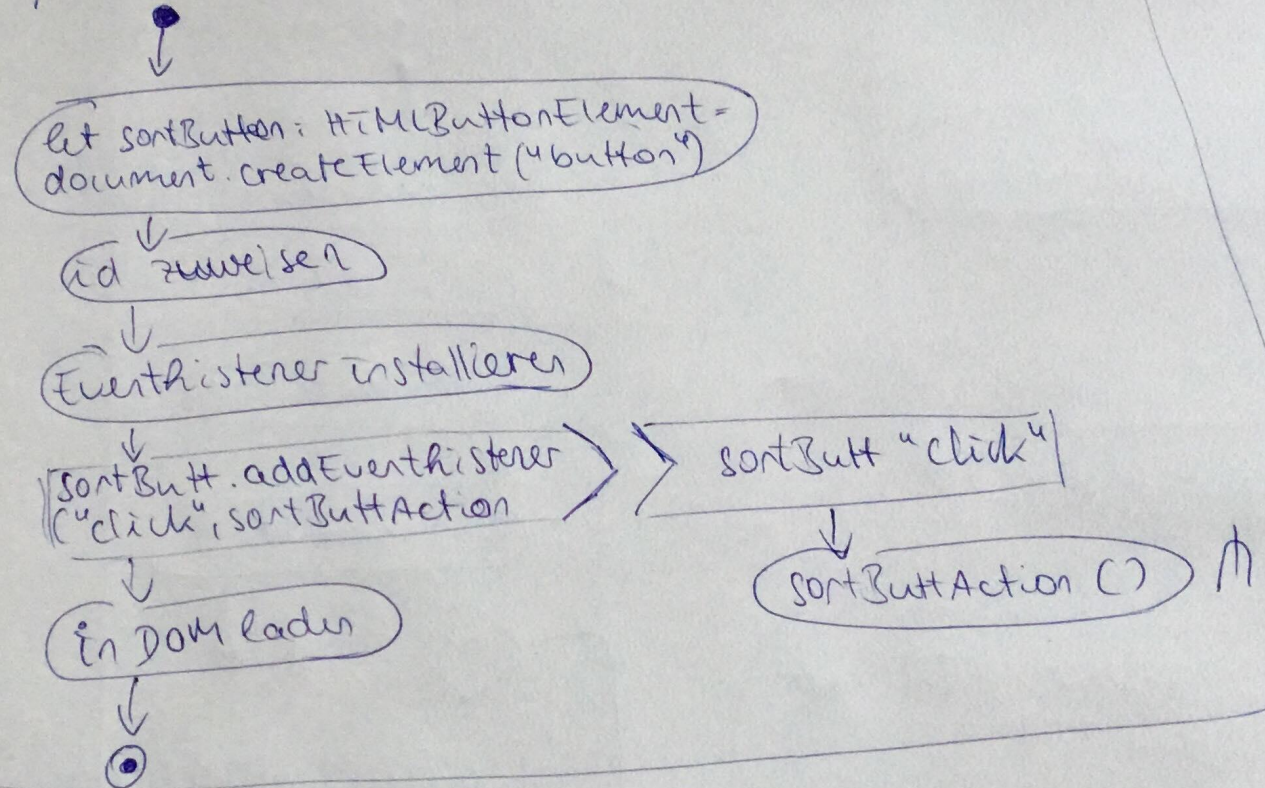 let sortButton: HTMLButtonElement =
document.createElement("button")
id zuweisen
EventListener installieren
sortButt.addEventListener
("click", sortButtAction
sortButt "click"
sortButtAction ()
in DOM laden